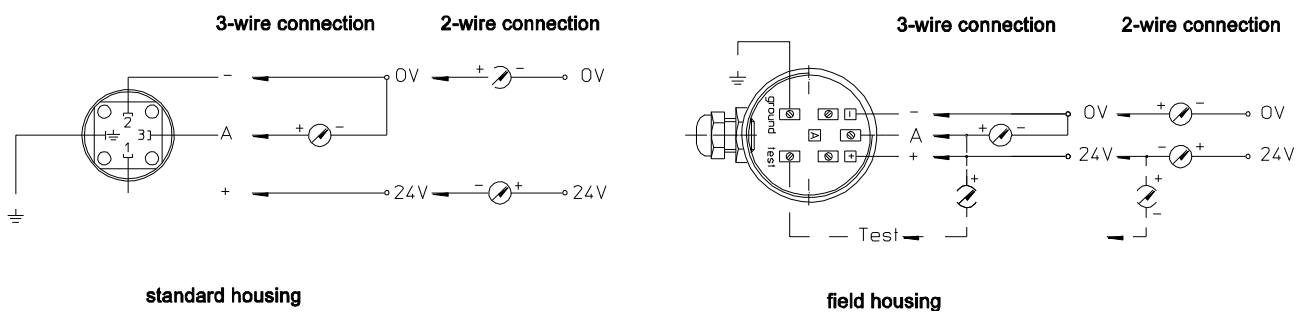 3-wire connection
2-wire connection
- 0V + - 0V
2
3
1
A + -
+ 24V - + 24V
standard housing
3-wire connection
2-wire connection
ground
test
A
-
+
- 0V + - 0V
A + -
+ 24V - + 24V
+ +
-
Test
field housing